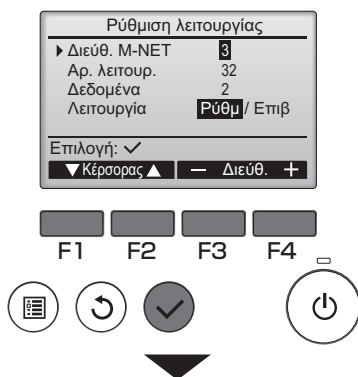 Ρύθμιση λειτουργίας
Διεύθ. M-NET 3
Αρ. λειτουρ. 32
Δεδομένα 2
Λειτουργία Ρύθμ / Επιβ
Επιλογή: ✓
▼Κέρσορας▲ − Διεύθ. +
F1 F2 F3 F4